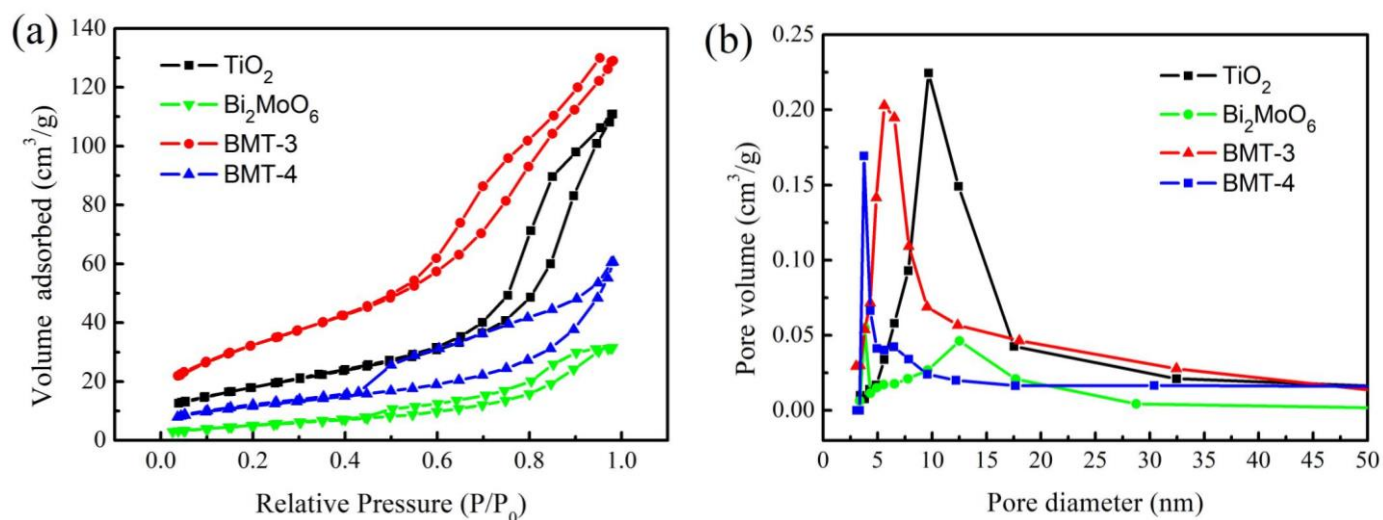 (a)
140
120
100
80
60
40
20
0
Volume adsorbed (cm³/g)
TiO₂
Bi₂MoO₆
BMT-3
BMT-4
0.0 0.2 0.4 0.6 0.8 1.0
Relative Pressure (P/P₀)
(b)
0.25
0.20
0.15
0.10
0.05
0.00
Pore volume (cm³/g)
TiO₂
Bi₂MoO₆
BMT-3
BMT-4
0 5 10 15 20 25 30 35 40 45 50
Pore diameter (nm)